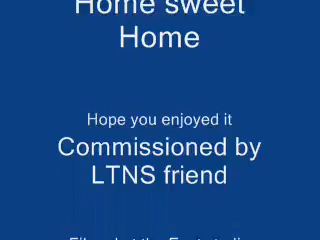 Home sweet
Home
Hope you enjoyed it
Commissioned by
LTNS friend